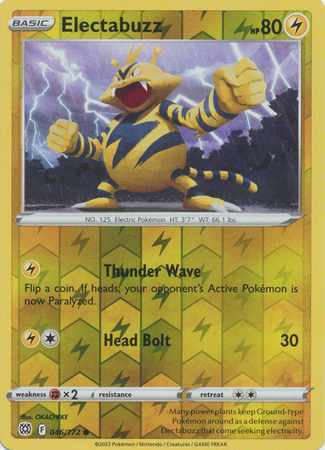 BASIC
Electabuzz
HP 80
NO. 125 Electric Pokémon HT: 3'7" WT: 66.1 lbs.
Thunder Wave
Flip a coin. If heads, your opponent's Active Pokémon
is now Paralyzed.
Head Bolt 30
weakness ×2 resistance retreat
Illus. OKACHEKE
F 046/172 ●
Many power plants keep Ground-type
Pokémon around as a defense against
Electabuzz that come seeking electricity.
©2022 Pokémon / Nintendo / Creatures / GAME FREAK